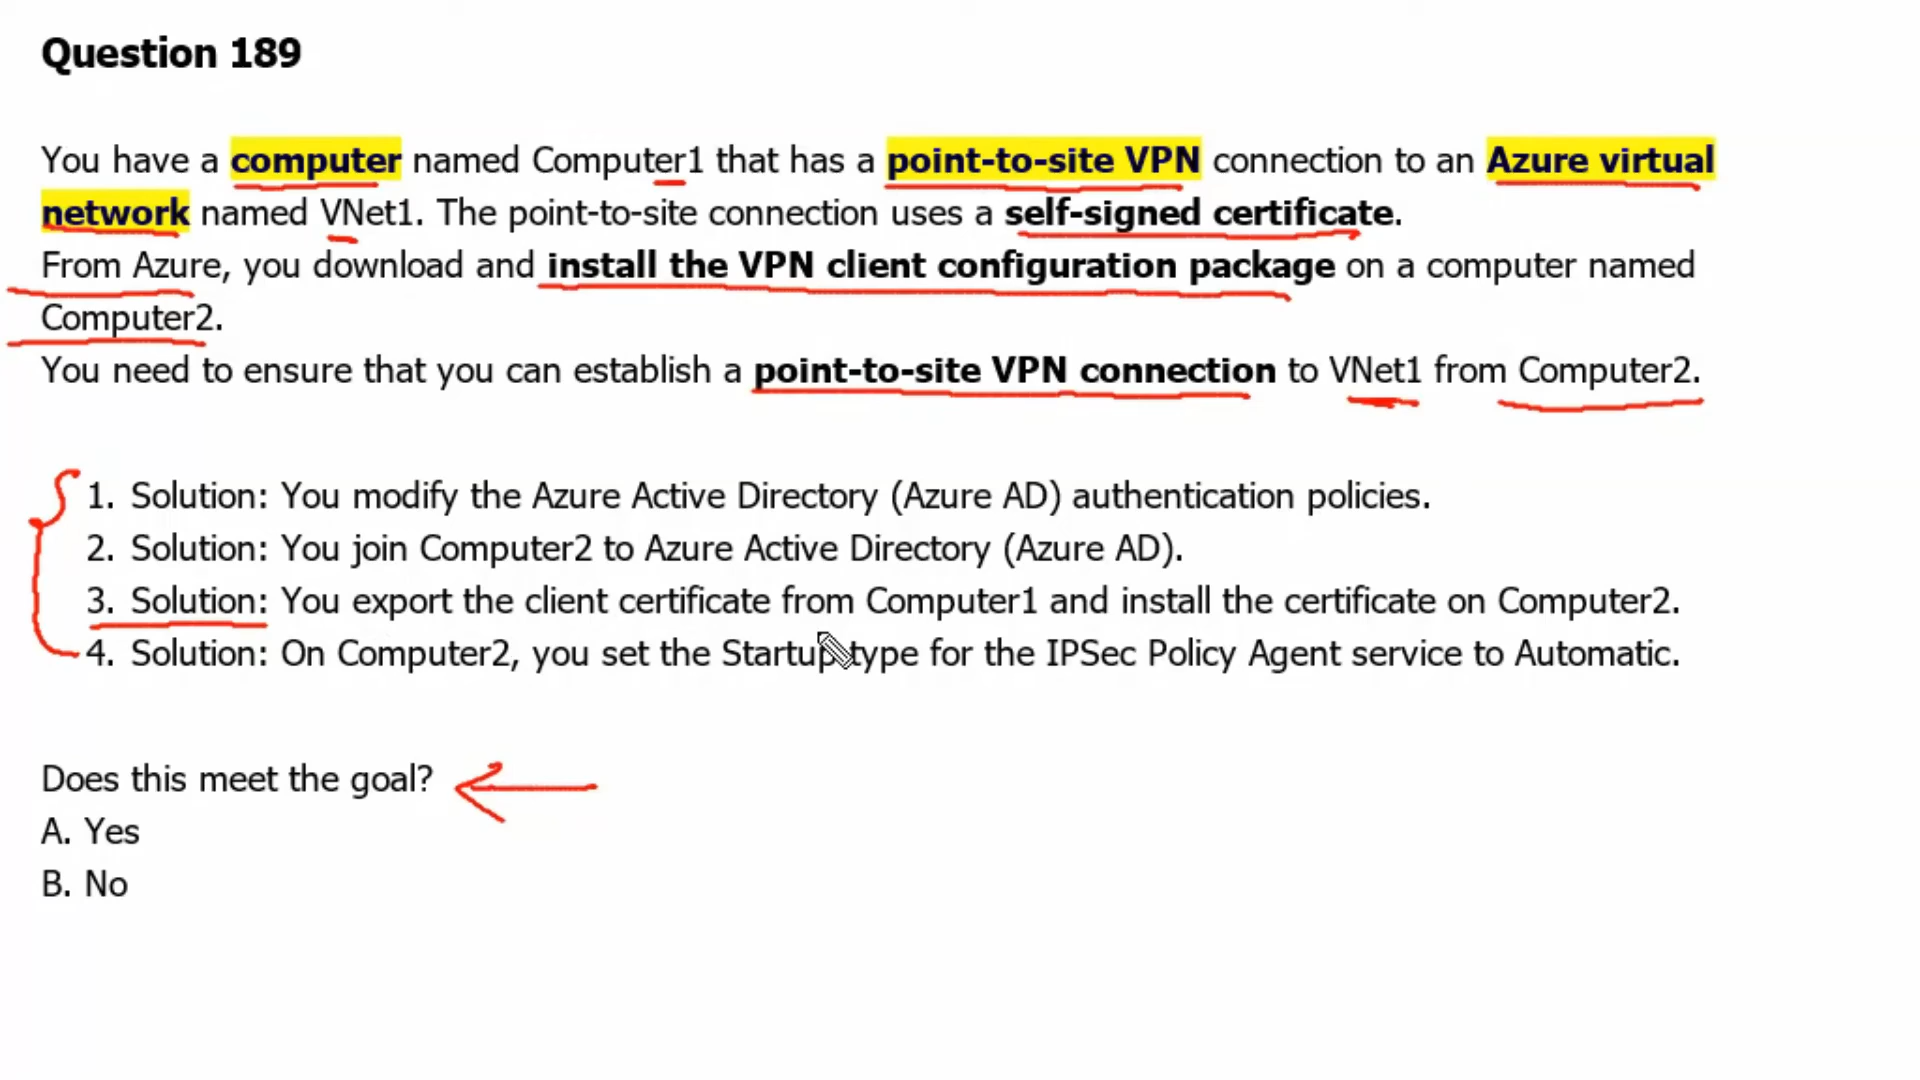 Question 189
You have a computer named Computer1 that has a point-to-site VPN connection to an Azure virtual
network named VNet1. The point-to-site connection uses a self-signed certificate.
From Azure, you download and install the VPN client configuration package on a computer named
Computer2.
You need to ensure that you can establish a point-to-site VPN connection to VNet1 from Computer2.
1. Solution: You modify the Azure Active Directory (Azure AD) authentication policies.
2. Solution: You join Computer2 to Azure Active Directory (Azure AD).
3. Solution: You export the client certificate from Computer1 and install the certificate on Computer2.
4. Solution: On Computer2, you set the Startup type for the IPSec Policy Agent service to Automatic.
Does this meet the goal?
A. Yes
B. No